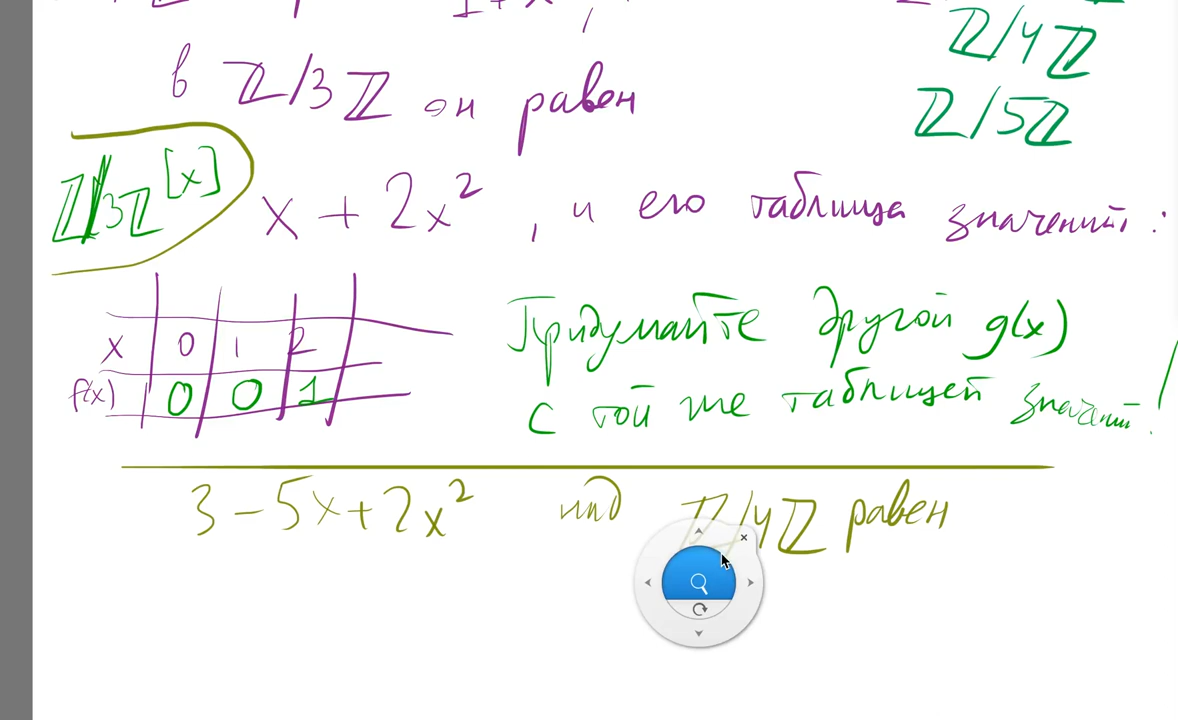 1 + x ,
ℤ/4ℤ
в ℤ/3ℤ он равен
ℤ/5ℤ
ℤ/3ℤ[x] x + 2x² , и его таблица значений :
x 0 1 2
f(x) 0 0 1
Придумайте другой g(x)
с той же таблицей значений!
3 − 5x + 2x² над ℤ/4ℤ равен